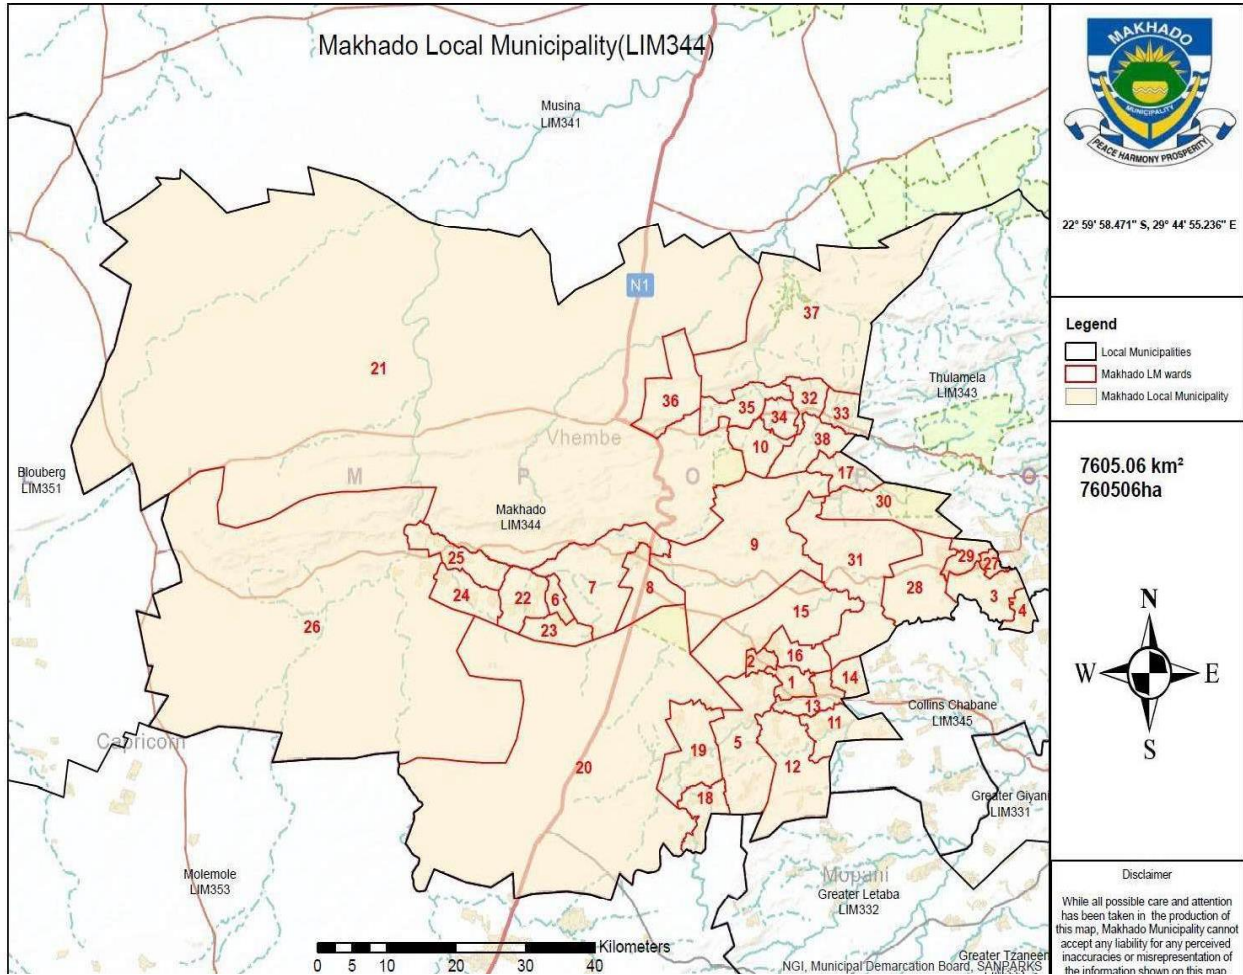 Makhado Local Municipality(LIM344)
Musina
LIM341
N1
37
21
36
35
32
34
33
10
38
17
Thulamela
LIM343
Vhembe
L I M P O P O
Blouberg
LIM351
Makhado
LIM344
30
9
31
25
24
22
6
7
8
23
26
15
28
29
27
3
4
2
16
1
14
13
11
Collins Chabane
LIM345
Capricorn
19
5
20
12
18
Greater Giyani
LIM331
Molemole
LIM353
Mopani
Greater Letaba
LIM332
Greater Tzaneen
Kilometers
0 5 10 20 30 40
NGI, Municipal Demarcation Board, SANPARKS
MAKHADO
MUNICIPALITY
PEACE HARMONY PROSPERITY
22° 59' 58.471" S, 29° 44' 55.236" E
Legend
Local Municipalities
Makhado LM wards
Makhado Local Municipality
7605.06 km²
760506ha
N
W E
S
Disclaimer
While all possible care and attention
has been taken in the production of
this map, Makhado Municipality cannot
accept any liability for any perceived
inaccuracies or misrepresentation of
the information shown on this map